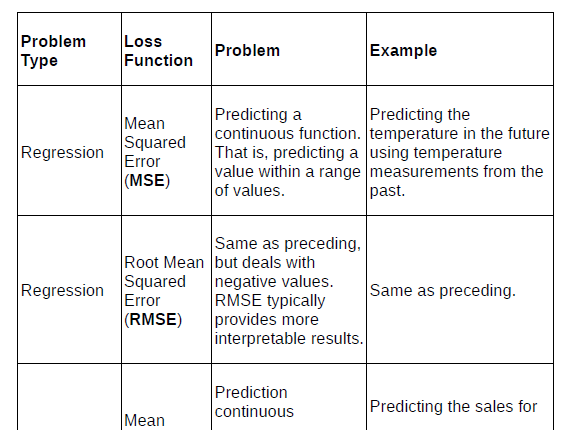 Problem Type
Loss Function
Problem
Example
Regression
Mean
Squared
Error
(MSE)
Predicting a
continuous function.
That is, predicting a
value within a range
of values.
Predicting the
temperature in the future
using temperature
measurements from the
past.
Regression
Root Mean
Squared
Error
(RMSE)
Same as preceding,
but deals with
negative values.
RMSE typically
provides more
interpretable results.
Same as preceding.
Mean
Prediction
continuous
Predicting the sales for